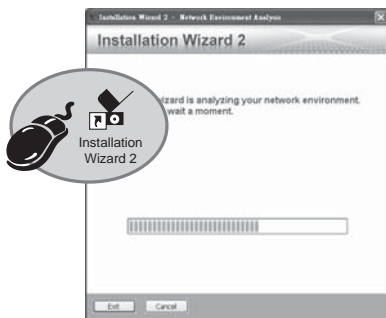 Installation Wizard 2 - Network Environment Analysis
Installation Wizard 2
izard is analyzing your network environment.
wait a moment.
Installation
Wizard 2
Exit
Cancel